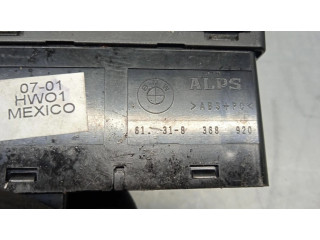 07-01
HW01
MEXICO
ALPS
>ABS-PC<
61. 31-8 368 920